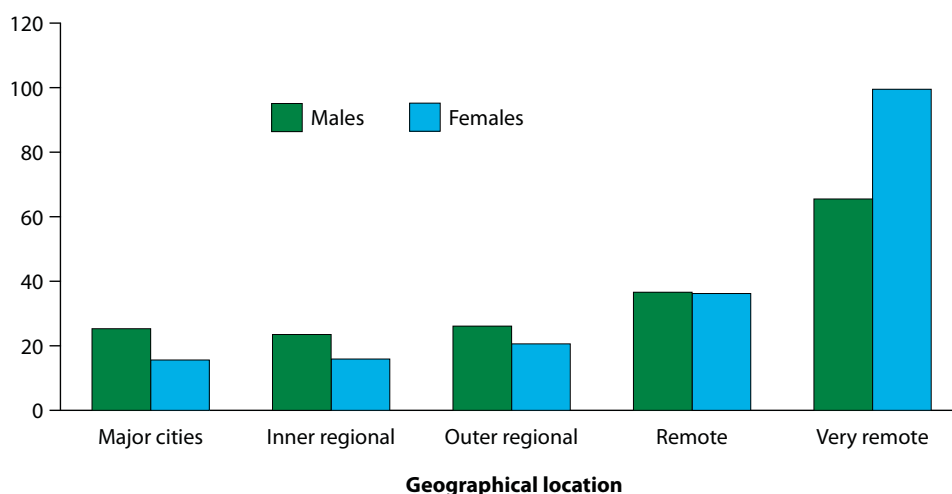 120
100
Males Females
80
60
40
20
0
Major cities Inner regional Outer regional Remote Very remote
Geographical location